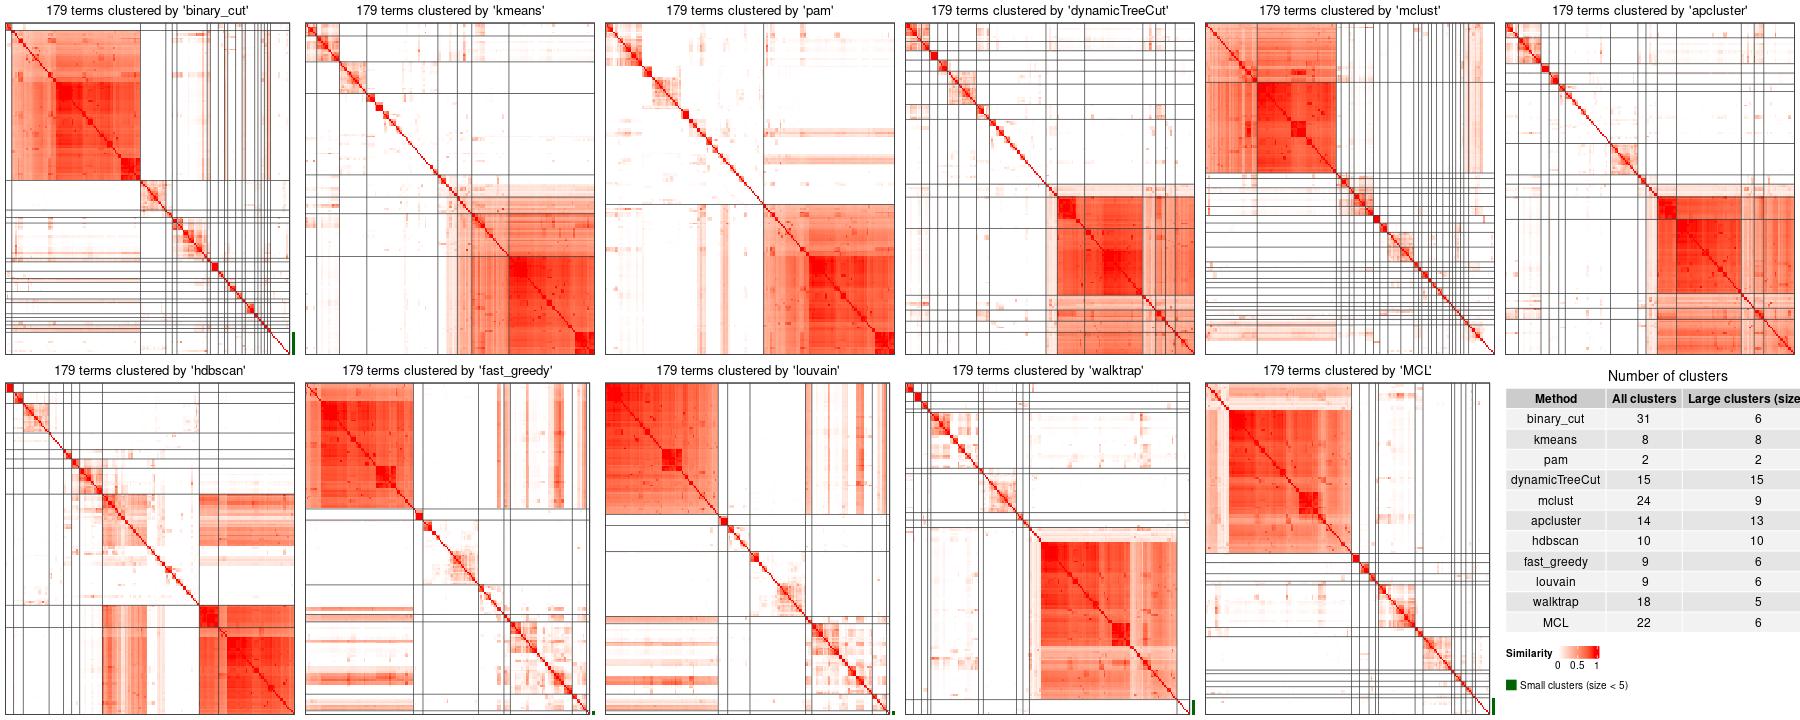 179 terms clustered by 'binary_cut'
179 terms clustered by 'kmeans'
179 terms clustered by 'pam'
179 terms clustered by 'dynamicTreeCut'
179 terms clustered by 'mclust'
179 terms clustered by 'apcluster'
179 terms clustered by 'hdbscan'
179 terms clustered by 'fast_greedy'
179 terms clustered by 'louvain'
179 terms clustered by 'walktrap'
179 terms clustered by 'MCL'
Number of clusters
Method All clusters Large clusters (size
binary_cut 31 6
kmeans 8 8
pam 2 2
dynamicTreeCut 15 15
mclust 24 9
apcluster 14 13
hdbscan 10 10
fast_greedy 9 6
louvain 9 6
walktrap 18 5
MCL 22 6
Similarity
0 0.5 1
Small clusters (size < 5)